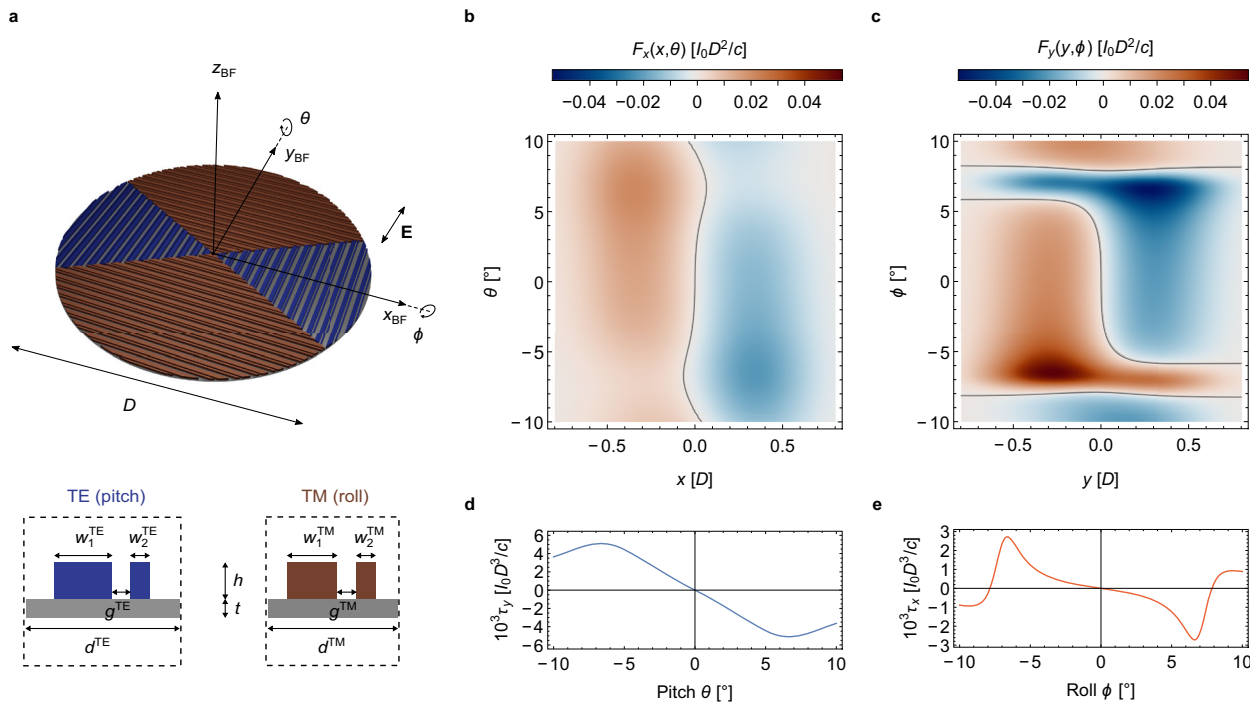 a
z_BF
θ
y_BF
E
x_BF
ϕ
D
TE (pitch)
w_1^TE
w_2^TE
g^TE
d^TE
TM (roll)
w_1^TM
w_2^TM
g^TM
d^TM
h
t
b
F_x(x,θ) [I_0D^2/c]
−0.04 −0.02 0 0.02 0.04
10
5
0
−5
−10
θ [°]
−0.5 0.0 0.5
x [D]
c
F_y(y,ϕ) [I_0D^2/c]
−0.04 −0.02 0 0.02 0.04
10
5
0
−5
−10
ϕ [°]
−0.5 0.0 0.5
y [D]
d
10^3τ_y [I_0D^3/c]
6
4
2
0
−2
−4
−6
−10 −5 0 5 10
Pitch θ [°]
e
10^3τ_x [I_0D^3/c]
3
2
1
0
−1
−2
−3
−10 −5 0 5 10
Roll ϕ [°]